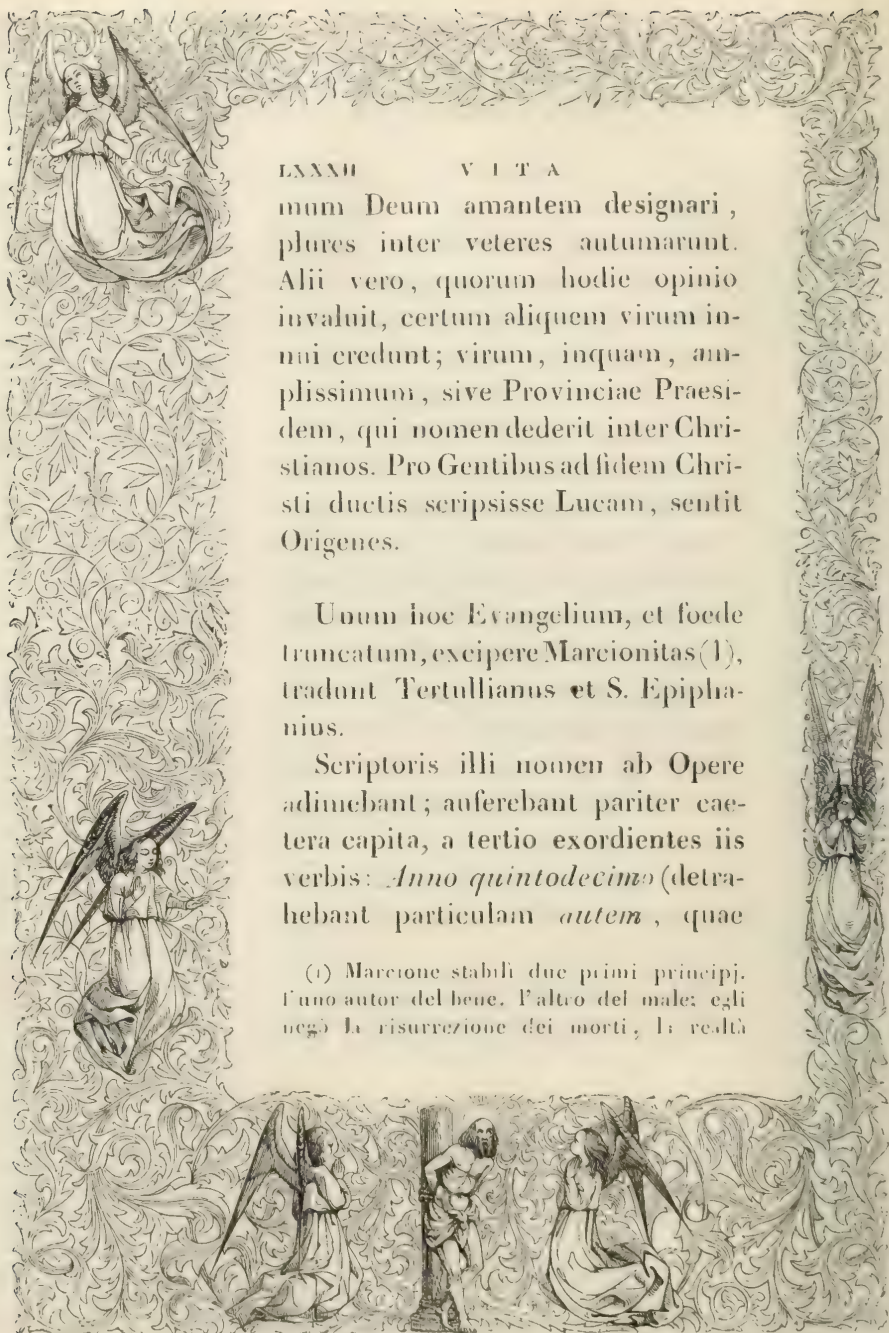 LXXXII VITA
mum Deum amantem designari,
plures inter veteres autumarunt.
Alii vero, quorum hodie opinio
invaluit, certum aliquem virum in-
nui credunt; virum, inquam, am-
plissimum, sive Provinciae Praesi-
dem, qui nomen dederit inter Chri-
stianos. Pro Gentibus ad fidem Chri-
sti ductis scripsisse Lucam, sentit
Origenes.
Unum hoc Evangelium, et foede
truncatum, excipere Marcionitas (1),
tradunt Tertullianus et S. Epipha-
nius.
Scriptoris illi nomen ab Opere
adimebant; auferebant pariter cae-
tera capita, a tertio exordientes iis
verbis: Anno quintodecimo (detra-
hebant particulam autem, quae
(1) Marcione stabilì due primi principj.
l'uno autor del bene. l'altro del male; egli
negò la risurrezione dei morti, la realtà